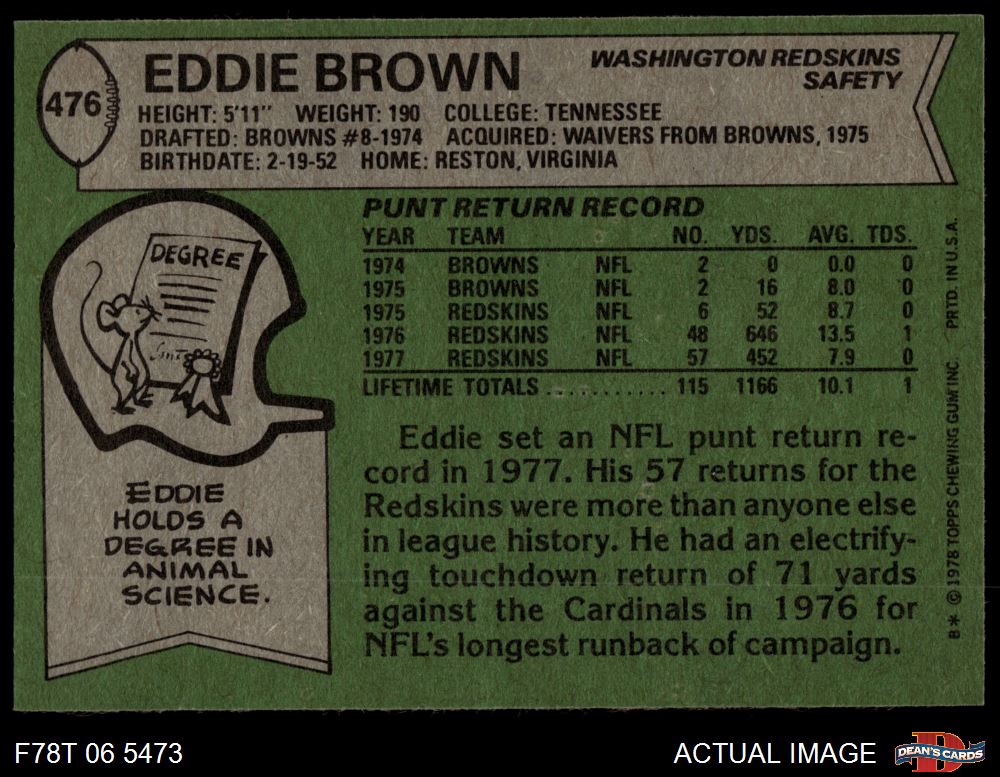 476
EDDIE BROWN
WASHINGTON REDSKINS
SAFETY
HEIGHT: 5'11" WEIGHT: 190 COLLEGE: TENNESSEE
DRAFTED: BROWNS #8-1974 ACQUIRED: WAIVERS FROM BROWNS, 1975
BIRTHDATE: 2-19-52 HOME: RESTON, VIRGINIA
DEGREE
EDDIE
HOLDS A
DEGREE IN
ANIMAL
SCIENCE.
PUNT RETURN RECORD
YEAR TEAM NO. YDS. AVG. TDS.
1974 BROWNS NFL 2 0 0.0 0
1975 BROWNS NFL 2 16 8.0 0
1975 REDSKINS NFL 6 52 8.7 0
1976 REDSKINS NFL 48 646 13.5 1
1977 REDSKINS NFL 57 452 7.9 0
LIFETIME TOTALS ........... 115 1166 10.1 1
Eddie set an NFL punt return re-
cord in 1977. His 57 returns for the
Redskins were more than anyone else
in league history. He had an electrify-
ing touchdown return of 71 yards
against the Cardinals in 1976 for
NFL's longest runback of campaign.
B* © 1978 TOPPS CHEWING GUM INC. PRTD. IN U.S.A.
F78T 06 5473
ACTUAL IMAGE
D
DEAN'S CARDS